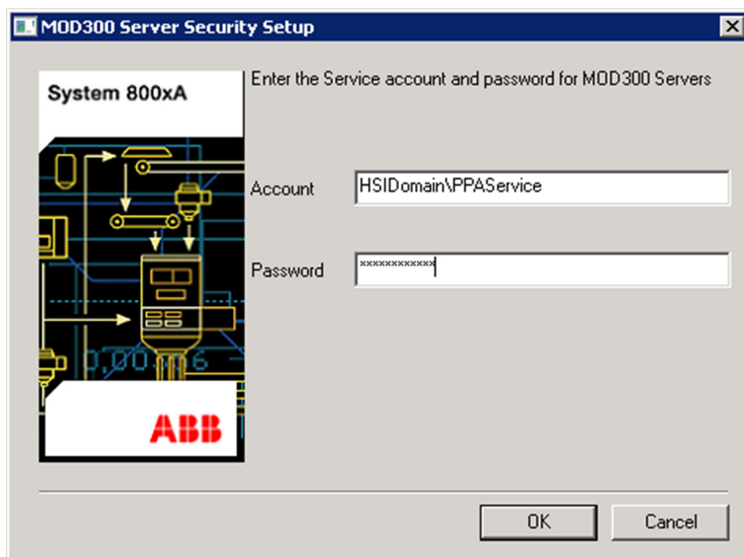 MOD300 Server Security Setup
System 800xA
Enter the Service account and password for MOD300 Servers
Account
HSIDomain\PPAService
Password
************
ABB
OK
Cancel